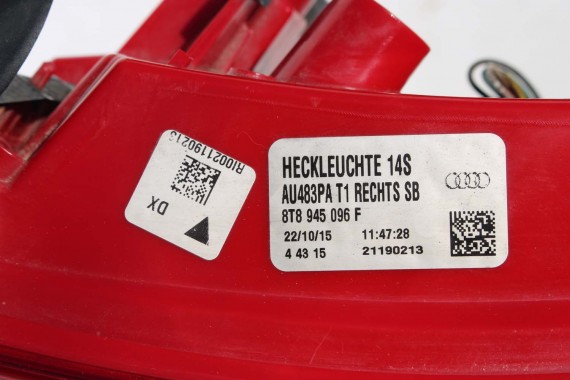 RI0021190213
DX
HECKLEUCHTE 14S
AU483PA T1 RECHTS SB
8T8 945 096 F
22/10/15 11:47:28
4 43 15 21190213